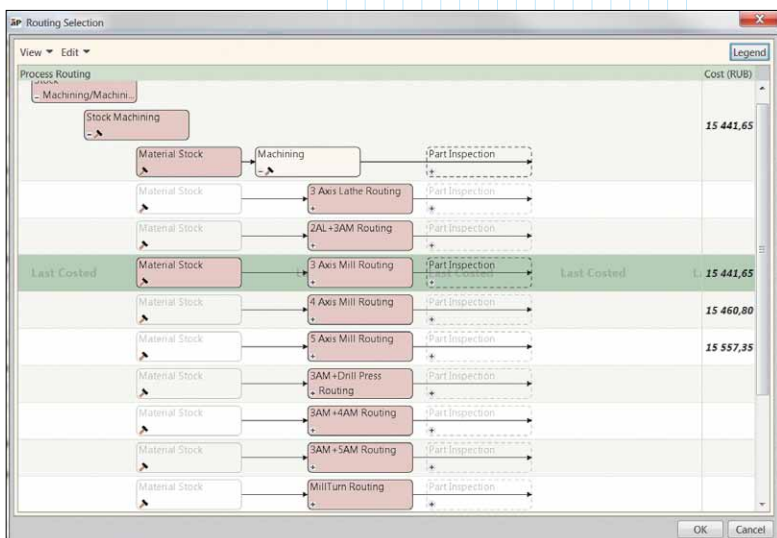 aP Routing Selection
View Edit
Legend
Process Routing Cost (RUB)
Stock
Machining/Machini...
Stock Machining
15 441,65
Material Stock Machining Part Inspection
Material Stock 3 Axis Lathe Routing Part Inspection
Material Stock 2AL+3AM Routing Part Inspection
Material Stock 3 Axis Mill Routing Part Inspection
Last Costed Last Costed Last Costed L. 15 441,65
Material Stock 4 Axis Mill Routing Part Inspection
15 460,80
Material Stock 5 Axis Mill Routing Part Inspection
15 557,35
Material Stock 3AM+Drill Press Part Inspection
Routing
Material Stock 3AM+4AM Routing Part Inspection
Material Stock 3AM+5AM Routing Part Inspection
Material Stock MillTurn Routing Part Inspection
OK Cancel